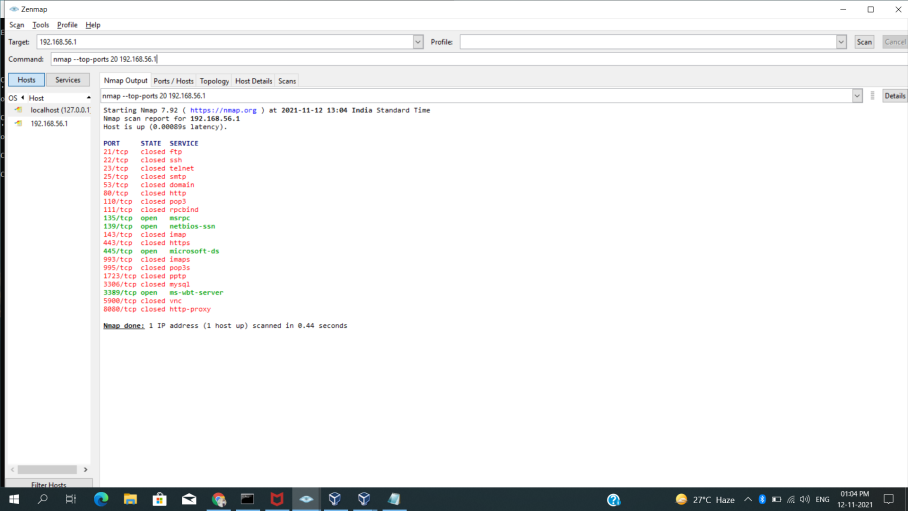 Zenmap
Scan Tools Profile Help
Target: 192.168.56.1 Profile: Scan Cancel
Command: nmap --top-ports 20 192.168.56.1
Hosts Services Nmap Output Ports / Hosts Topology Host Details Scans
OS Host nmap --top-ports 20 192.168.56.1 Details
localhost (127.0.0.1
192.168.56.1
Starting Nmap 7.92 ( https://nmap.org ) at 2021-11-12 13:04 India Standard Time
Nmap scan report for 192.168.56.1
Host is up (0.00089s latency).
PORT STATE SERVICE
21/tcp closed ftp
22/tcp closed ssh
23/tcp closed telnet
25/tcp closed smtp
53/tcp closed domain
80/tcp closed http
110/tcp closed pop3
111/tcp closed rpcbind
135/tcp open msrpc
139/tcp open netbios-ssn
143/tcp closed imap
443/tcp closed https
445/tcp open microsoft-ds
993/tcp closed imaps
995/tcp closed pop3s
1723/tcp closed pptp
3306/tcp closed mysql
3389/tcp open ms-wbt-server
5900/tcp closed vnc
8080/tcp closed http-proxy
Nmap done: 1 IP address (1 host up) scanned in 0.44 seconds
Filter Hosts
27°C Haze ENG 01:04 PM
12-11-2021